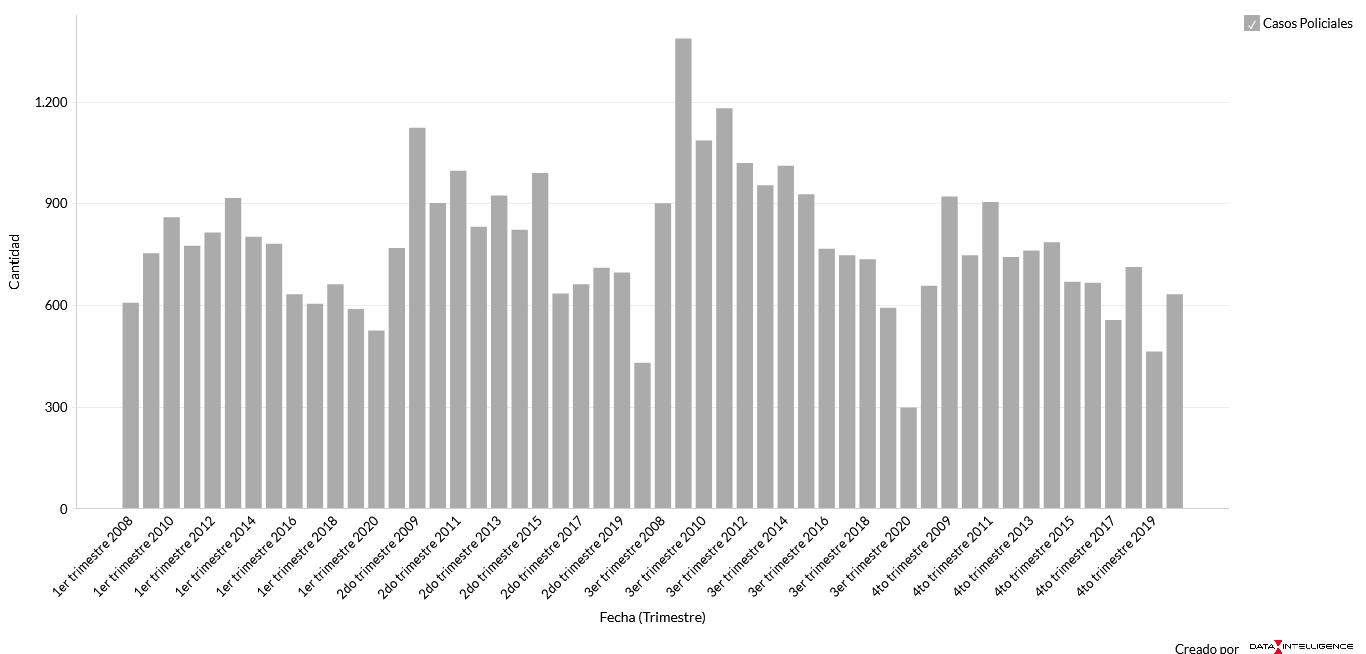 Casos Policiales
1.200
900
600
300
0
Cantidad
1er trimestre 2008
1er trimestre 2010
1er trimestre 2012
1er trimestre 2014
1er trimestre 2016
1er trimestre 2018
1er trimestre 2020
2do trimestre 2009
2do trimestre 2011
2do trimestre 2013
2do trimestre 2015
2do trimestre 2017
2do trimestre 2019
3er trimestre 2008
3er trimestre 2010
3er trimestre 2012
3er trimestre 2014
3er trimestre 2016
3er trimestre 2018
3er trimestre 2020
4to trimestre 2009
4to trimestre 2011
4to trimestre 2013
4to trimestre 2015
4to trimestre 2017
4to trimestre 2019
Fecha (Trimestre)
Creado por DATA INTELLIGENCE